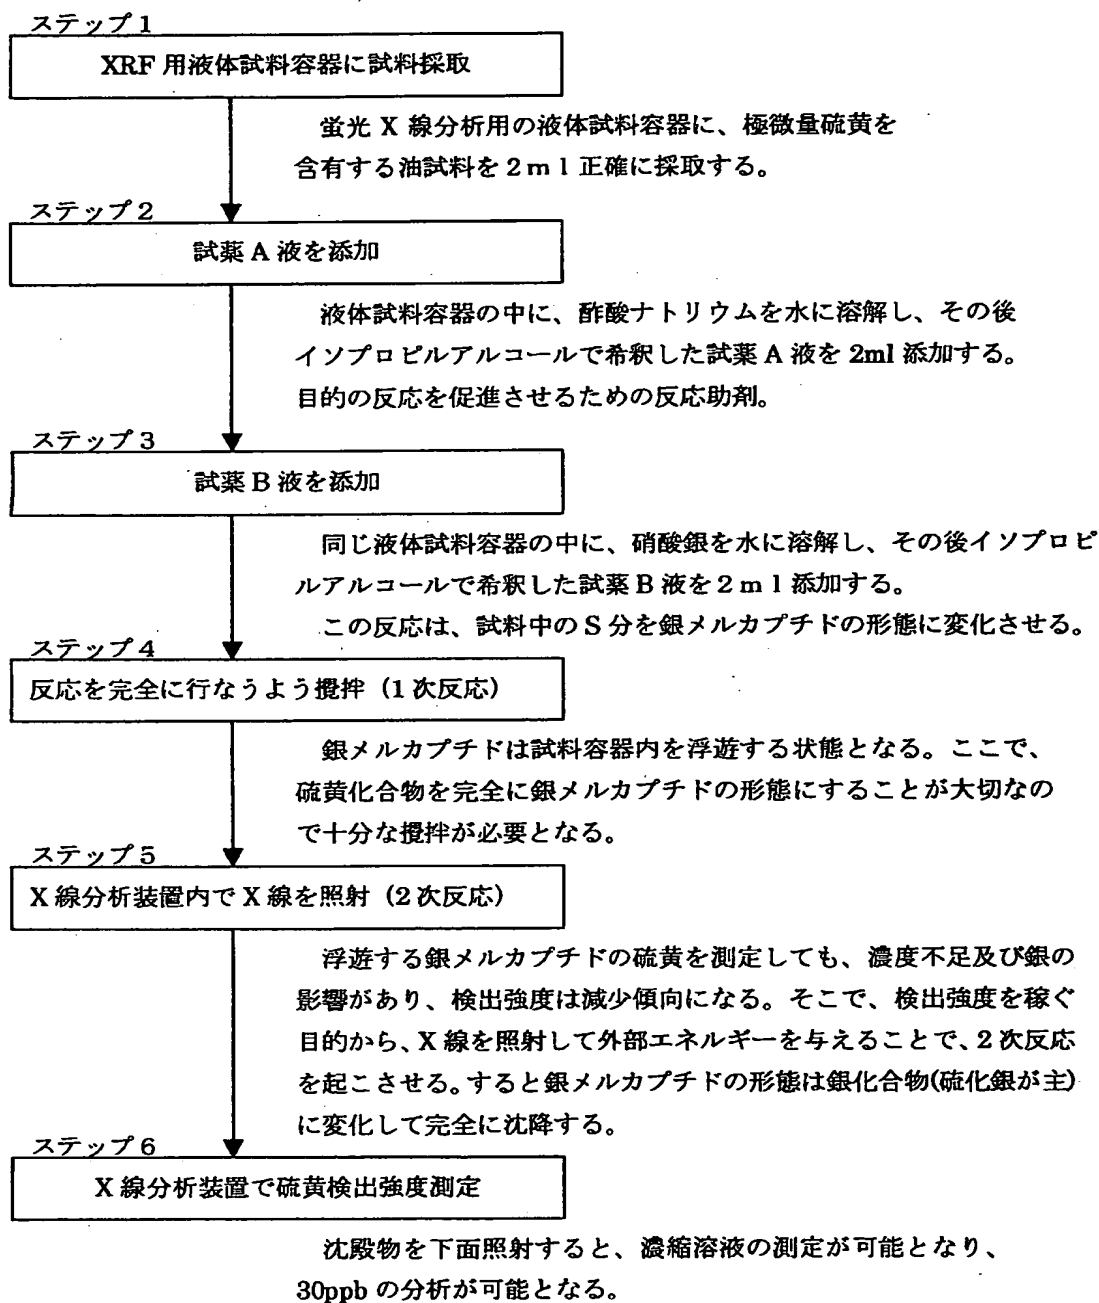 ステップ1
XRF 用液体試料容器に試料採取
蛍光 X 線分析用の液体試料容器に、極微量硫黄を
含有する油試料を2ml正確に採取する。
ステップ2
試薬 A 液を添加
液体試料容器の中に、酢酸ナトリウムを水に溶解し、その後
イソプロピルアルコールで希釈した試薬 A 液を 2ml 添加する。
目的の反応を促進させるための反応助剤。
ステップ3
試薬 B 液を添加
同じ液体試料容器の中に、硝酸銀を水に溶解し、その後イソプロピ
ルアルコールで希釈した試薬 B 液を2ml添加する。
この反応は、試料中の S 分を銀メルカプチドの形態に変化させる。
ステップ4
反応を完全に行なうよう攪拌（1 次反応）
銀メルカプチドは試料容器内を浮遊する状態となる。ここで、
硫黄化合物を完全に銀メルカプチドの形態にすることが大切なの
で十分な攪拌が必要となる。
ステップ5
X 線分析装置内で X 線を照射（2 次反応）
浮遊する銀メルカプチドの硫黄を測定しても、濃度不足及び銀の
影響があり、検出強度は減少傾向になる。そこで、検出強度を稼ぐ
目的から、X 線を照射して外部エネルギーを与えることで、2 次反応
を起こさせる。すると銀メルカプチドの形態は銀化合物(硫化銀が主)
に変化して完全に沈降する。
ステップ6
X 線分析装置で硫黄検出強度測定
沈殿物を下面照射すると、濃縮溶液の測定が可能となり、
30ppb の分析が可能となる。